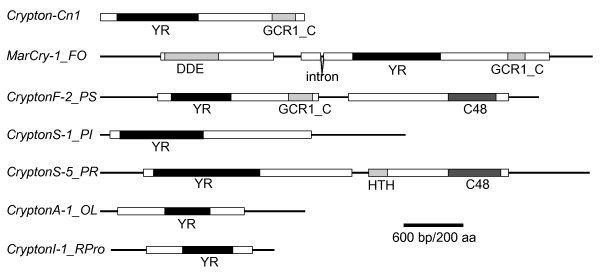 Crypton-Cn1
YR GCR1_C
MarCry-1_FO
DDE intron YR GCR1_C
CryptonF-2_PS
YR GCR1_C C48
CryptonS-1_PI
YR
CryptonS-5_PR
YR HTH C48
CryptonA-1_OL
YR
600 bp/200 aa
CryptonI-1_RPro
YR